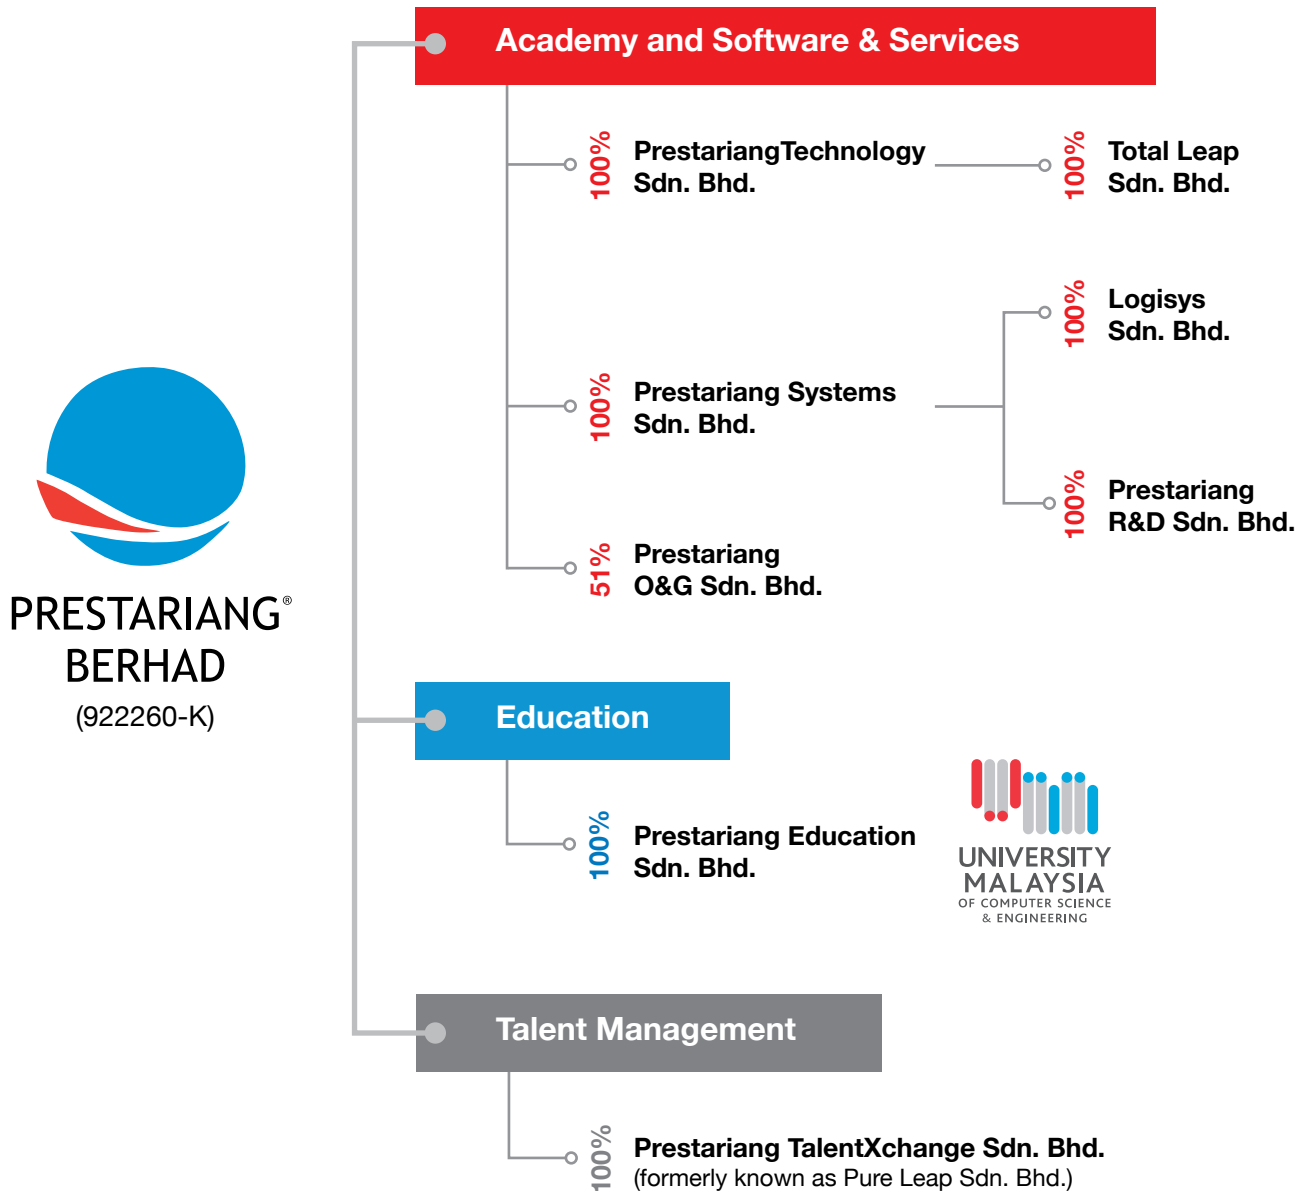 Academy and Software & Services
100%
PrestariangTechnology
Sdn. Bhd.
100%
Total Leap
Sdn. Bhd.
100%
Logisys
Sdn. Bhd.
100%
Prestariang Systems
Sdn. Bhd.
100%
Prestariang
R&D Sdn. Bhd.
51%
Prestariang
O&G Sdn. Bhd.
PRESTARIANG®
BERHAD
(922260-K)
Education
100%
Prestariang Education
Sdn. Bhd.
UNIVERSITY
MALAYSIA
OF COMPUTER SCIENCE
& ENGINEERING
Talent Management
100%
Prestariang TalentXchange Sdn. Bhd.
(formerly known as Pure Leap Sdn. Bhd.)